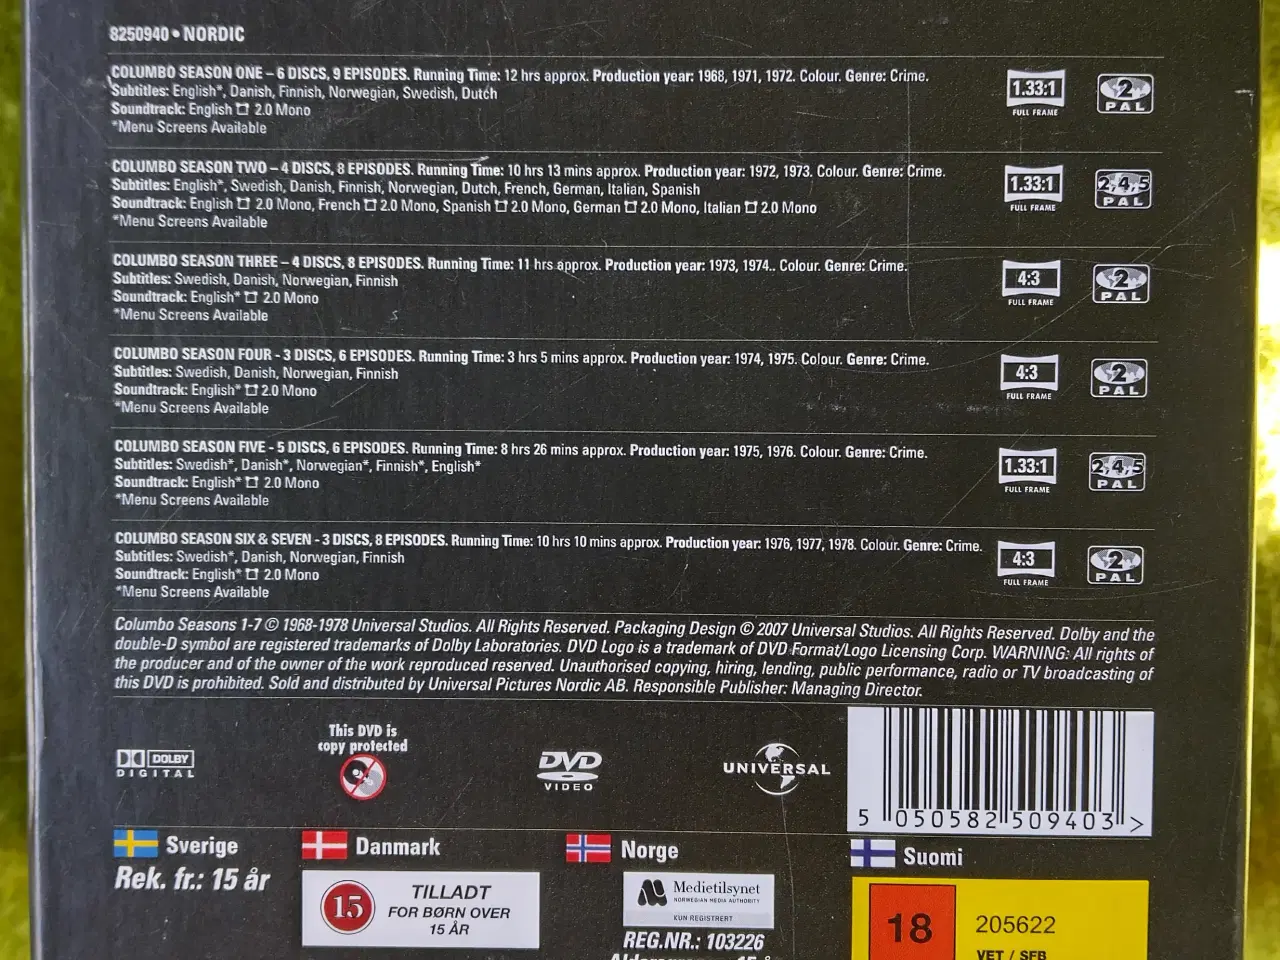 8250940 • NORDIC
COLUMBO SEASON ONE – 6 DISCS, 9 EPISODES. Running Time: 12 hrs approx. Production year: 1968, 1971, 1972. Colour. Genre: Crime.
Subtitles: English*, Danish, Finnish, Norwegian, Swedish, Dutch
Soundtrack: English 2.0 Mono
*Menu Screens Available
1.33:1
FULL FRAME
2
PAL
COLUMBO SEASON TWO – 4 DISCS, 8 EPISODES. Running Time: 10 hrs 13 mins approx. Production year: 1972, 1973. Colour. Genre: Crime.
Subtitles: English*, Swedish, Danish, Finnish, Norwegian, Dutch, French, German, Italian, Spanish
Soundtrack: English 2.0 Mono, French 2.0 Mono, Spanish 2.0 Mono, German 2.0 Mono, Italian 2.0 Mono
*Menu Screens Available
1.33:1
FULL FRAME
2,4,5
PAL
COLUMBO SEASON THREE – 4 DISCS, 8 EPISODES. Running Time: 11 hrs approx. Production year: 1973, 1974.. Colour. Genre: Crime.
Subtitles: Swedish, Danish, Norwegian, Finnish
Soundtrack: English* 2.0 Mono
*Menu Screens Available
4:3
FULL FRAME
2
PAL
COLUMBO SEASON FOUR - 3 DISCS, 6 EPISODES. Running Time: 3 hrs 5 mins approx. Production year: 1974, 1975. Colour. Genre: Crime.
Subtitles: Swedish, Danish, Norwegian, Finnish
Soundtrack: English* 2.0 Mono
*Menu Screens Available
4:3
FULL FRAME
2
PAL
COLUMBO SEASON FIVE - 5 DISCS, 6 EPISODES. Running Time: 8 hrs 26 mins approx. Production year: 1975, 1976. Colour. Genre: Crime.
Subtitles: Swedish*, Danish*, Norwegian*, Finnish*, English*
Soundtrack: English* 2.0 Mono
*Menu Screens Available
1.33:1
FULL FRAME
2,4,5
PAL
COLUMBO SEASON SIX & SEVEN - 3 DISCS, 8 EPISODES. Running Time: 10 hrs 10 mins approx. Production year: 1976, 1977, 1978. Colour. Genre: Crime.
Subtitles: Swedish*, Danish, Norwegian, Finnish
Soundtrack: English* 2.0 Mono
*Menu Screens Available
4:3
FULL FRAME
2
PAL
Columbo Seasons 1-7 © 1968-1978 Universal Studios. All Rights Reserved. Packaging Design © 2007 Universal Studios. All Rights Reserved. Dolby and the
double-D symbol are registered trademarks of Dolby Laboratories. DVD Logo is a trademark of DVD Format/Logo Licensing Corp. WARNING: All rights of
the producer and of the owner of the work reproduced reserved. Unauthorised copying, hiring, lending, public performance, radio or TV broadcasting of
this DVD is prohibited. Sold and distributed by Universal Pictures Nordic AB. Responsible Publisher: Managing Director.
DOLBY
DIGITAL
This DVD is
copy protected
DVD
VIDEO
UNIVERSAL
5 050582 509403 >
Sverige
Rek. fr.: 15 år
Danmark
15
TILLADT
FOR BØRN OVER
15 ÅR
Norge
Medietilsynet
NORWEGIAN MEDIA AUTHORITY
KUN REGISTRERT
REG.NR.: 103226
Suomi
18
205622
VET / SFB